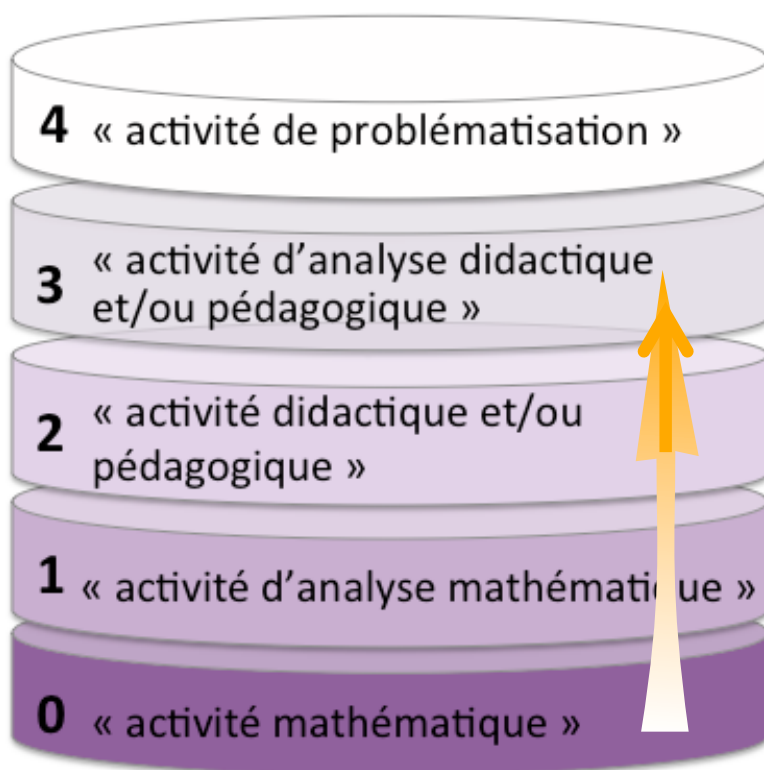 4 « activité de problématisation »
3 « activité d’analyse didactique
et/ou pédagogique »
2 « activité didactique et/ou
pédagogique »
1 « activité d’analyse mathématique »
0 « activité mathématique »